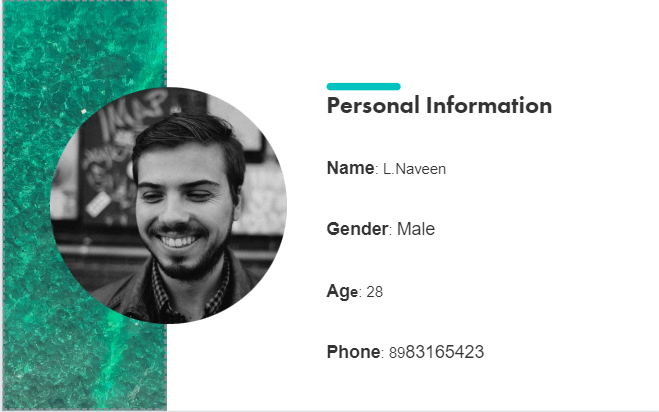 Personal Information
Name: L.Naveen
Gender: Male
Age: 28
Phone: 8983165423